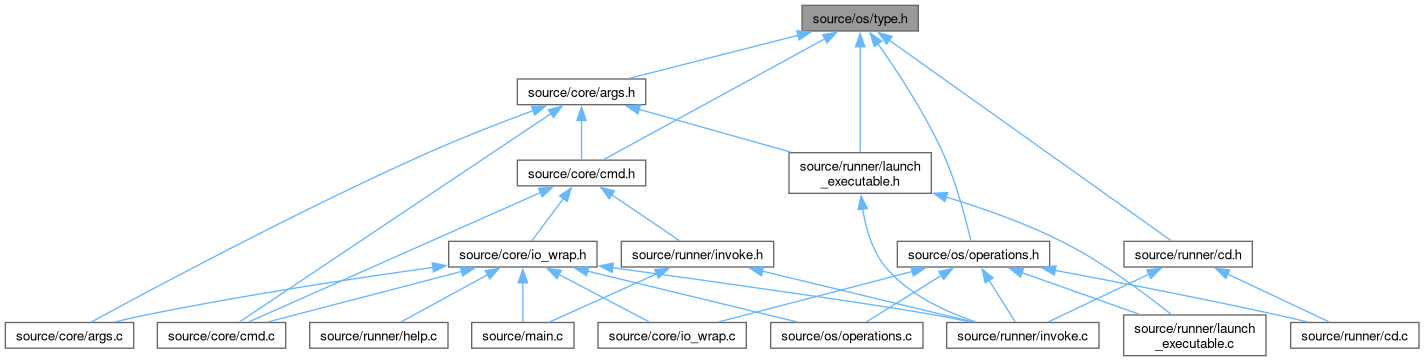 source/os/type.h
source/core/args.h
source/core/cmd.h
source/runner/launch
_executable.h
source/core/io_wrap.h
source/runner/invoke.h
source/os/operations.h
source/runner/cd.h
source/core/args.c
source/core/cmd.c
source/runner/help.c
source/main.c
source/core/io_wrap.c
source/os/operations.c
source/runner/invoke.c
source/runner/launch
_executable.c
source/runner/cd.c